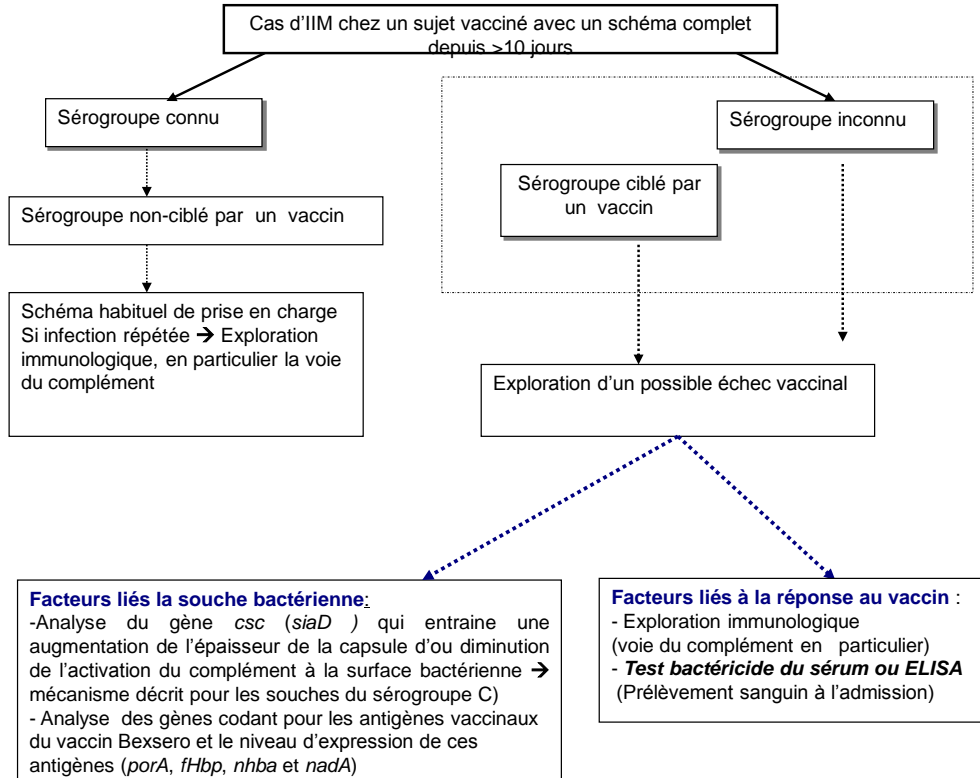 Cas d'IIM chez un sujet vacciné avec un schéma complet
depuis >10 jours
Sérogroupe connu
Sérogroupe inconnu
Sérogroupe ciblé par
un vaccin
Sérogroupe non-ciblé par un vaccin
Schéma habituel de prise en charge
Si infection répétée → Exploration
immunologique, en particulier la voie
du complément
Exploration d'un possible échec vaccinal
Facteurs liés la souche bactérienne:
-Analyse du gène csc (siaD ) qui entraine une
augmentation de l'épaisseur de la capsule d'ou diminution
de l'activation du complément à la surface bactérienne →
mécanisme décrit pour les souches du sérogroupe C)
- Analyse des gènes codant pour les antigènes vaccinaux
du vaccin Bexsero et le niveau d'expression de ces
antigènes (porA, fHbp, nhba et nadA)
Facteurs liés à la réponse au vaccin :
- Exploration immunologique
(voie du complément en particulier)
- Test bactéricide du sérum ou ELISA
(Prélèvement sanguin à l'admission)